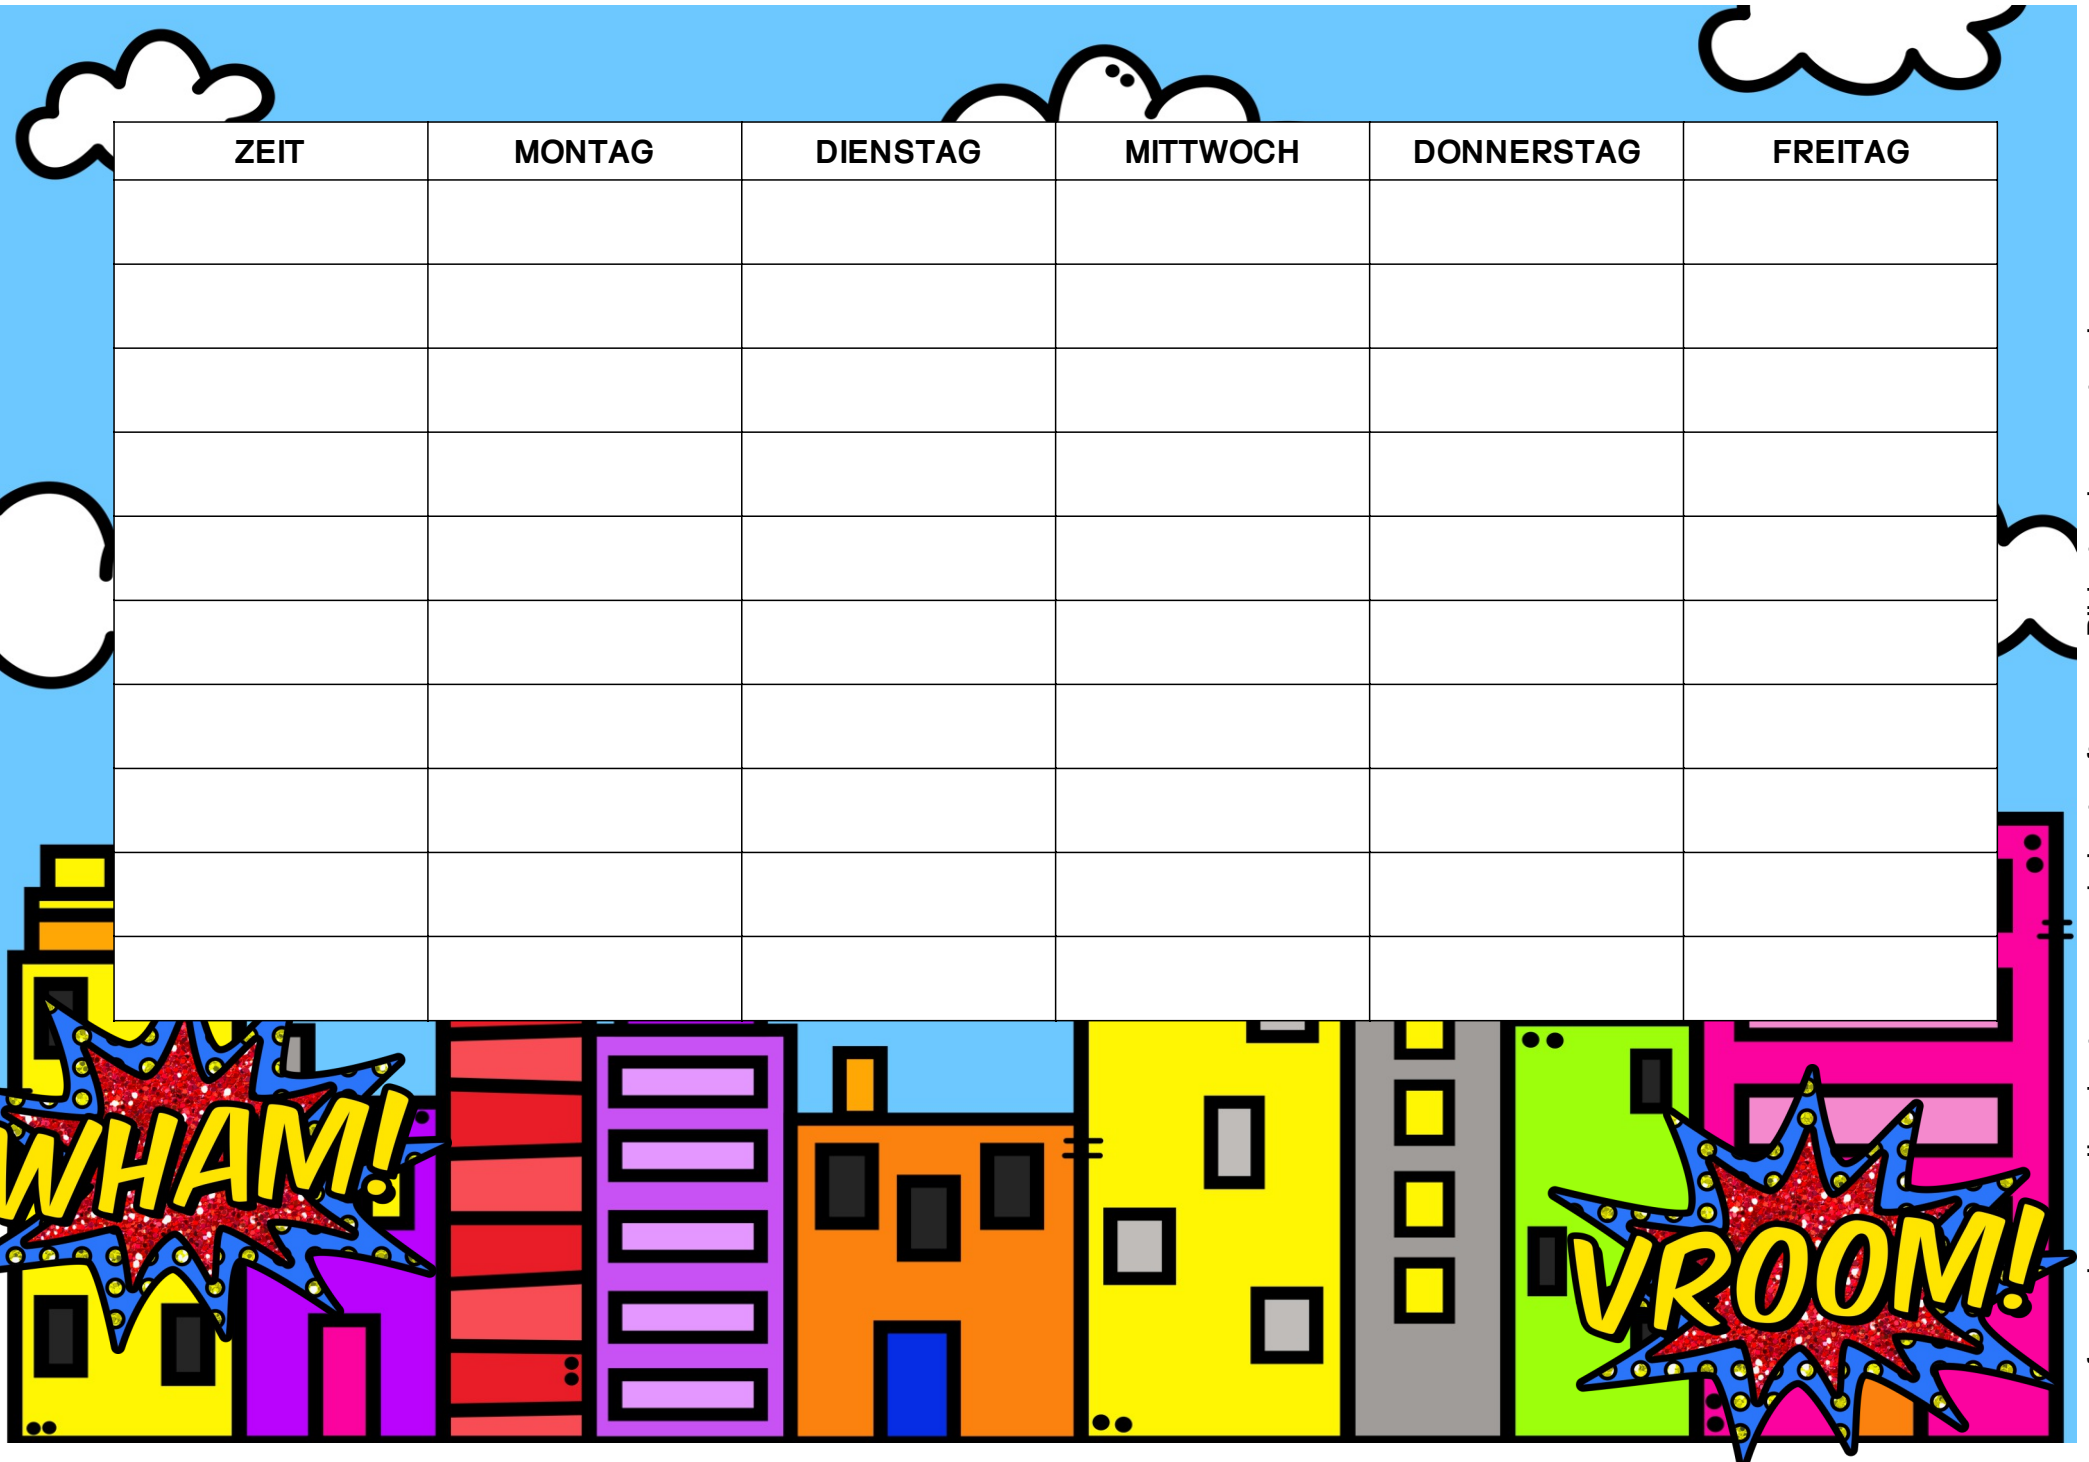 ZEIT MONTAG DIENSTAG MITTWOCH DONNERSTAG FREITAG
WHAM!
VROOM!